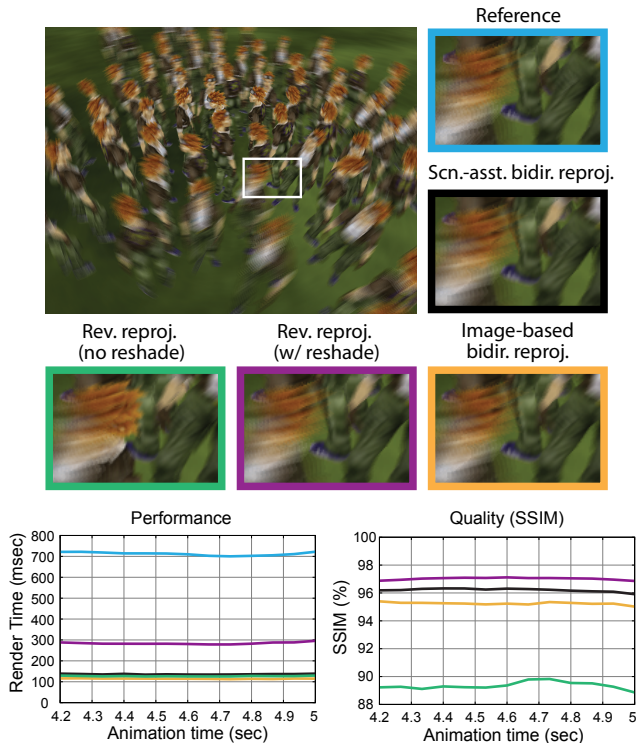 Reference
Scn.-asst. bidir. reproj.
Rev. reproj.
(no reshade)
Rev. reproj.
(w/ reshade)
Image-based
bidir. reproj.
Performance
Render Time (msec)
800
700
600
500
400
300
200
100
0
4.2 4.3 4.4 4.5 4.6 4.7 4.8 4.9 5
Animation time (sec)
Quality (SSIM)
SSIM (%)
100
98
96
94
92
90
88
4.2 4.3 4.4 4.5 4.6 4.7 4.8 4.9 5
Animation time (sec)